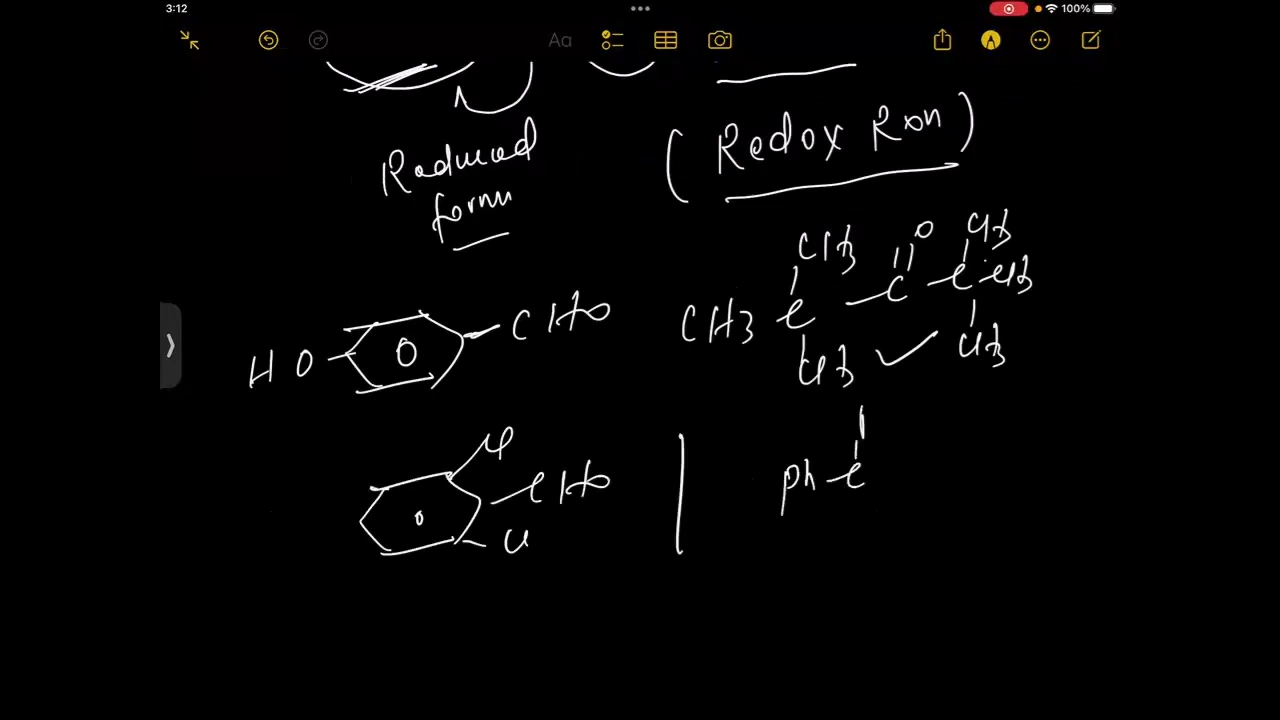 3:12
100%
Aa
Reduced
form
( Redox Rxn )
CH3 O CH3
CH3 C C C CH3
CH3 CH3
HO CHO
Cl
CHO
Cl
Ph C